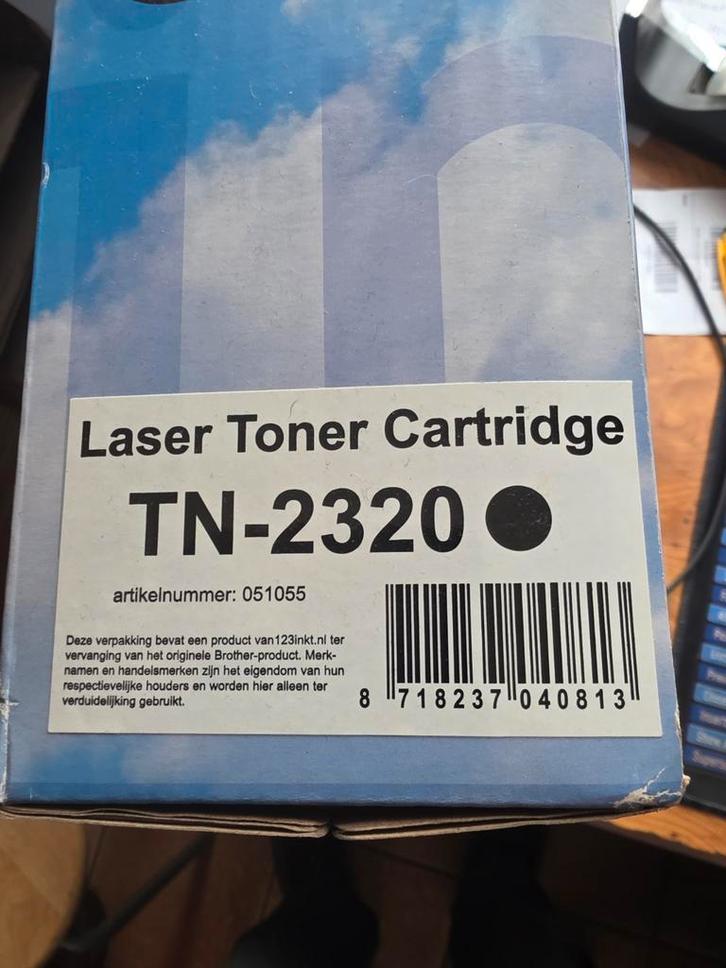 Laser Toner Cartridge
TN-2320
artikelnummer: 051055
Deze verpakking bevat een product van123inkt.nl ter
vervanging van het originele Brother-product. Merk-
namen en handelsmerken zijn het eigendom van hun
respectievelijke houders en worden hier alleen ter
verduidelijking gebruikt.
8 718237 040813